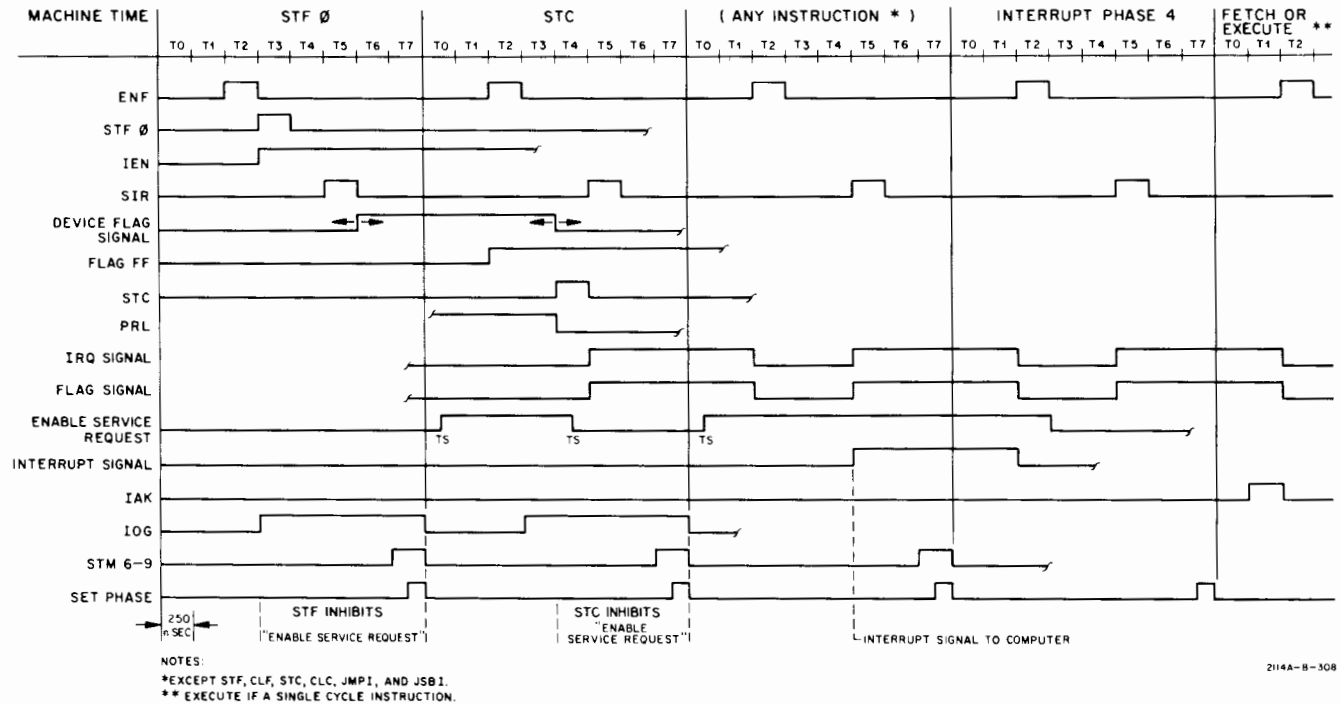 MACHINE TIME
STF Ø
STC
( ANY INSTRUCTION * )
INTERRUPT PHASE 4
FETCH OR
EXECUTE **
T0 T1 T2 T3 T4 T5 T6 T7 T0 T1 T2 T3 T4 T5 T6 T7 T0 T1 T2 T3 T4 T5 T6 T7 T0 T1 T2 T3 T4 T5 T6 T7 T0 T1 T2
ENF
STF Ø
IEN
SIR
DEVICE FLAG
SIGNAL
FLAG FF
STC
PRL
IRQ SIGNAL
FLAG SIGNAL
ENABLE SERVICE
REQUEST
TS TS TS
INTERRUPT SIGNAL
IAK
IOG
STM 6-9
SET PHASE
250
n SEC
STF INHIBITS
"ENABLE SERVICE REQUEST"
STC INHIBITS
"ENABLE
SERVICE REQUEST"
INTERRUPT SIGNAL TO COMPUTER
NOTES:
*EXCEPT STF, CLF, STC, CLC, JMPI, AND JSBI.
** EXECUTE IF A SINGLE CYCLE INSTRUCTION.
2114A-B-308